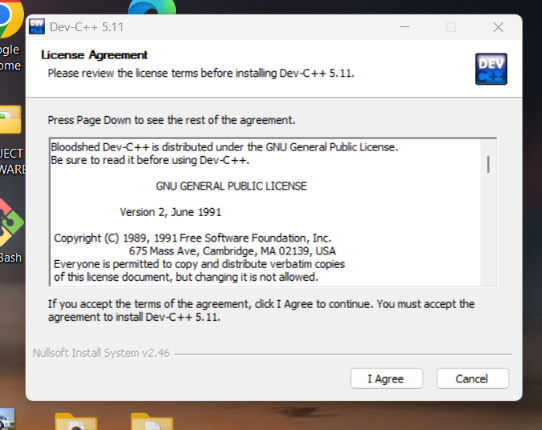 Dev-C++ 5.11
License Agreement
Please review the license terms before installing Dev-C++ 5.11.
DEV
C++
Press Page Down to see the rest of the agreement.
Bloodshed Dev-C++ is distributed under the GNU General Public License.
Be sure to read it before using Dev-C++.
GNU GENERAL PUBLIC LICENSE
Version 2, June 1991
Copyright (C) 1989, 1991 Free Software Foundation, Inc.
675 Mass Ave, Cambridge, MA 02139, USA
Everyone is permitted to copy and distribute verbatim copies
of this license document, but changing it is not allowed.
If you accept the terms of the agreement, click I Agree to continue. You must accept the
agreement to install Dev-C++ 5.11.
Nullsoft Install System v2.46
I Agree
Cancel
ogle
ome
JECT
WARE
Bash